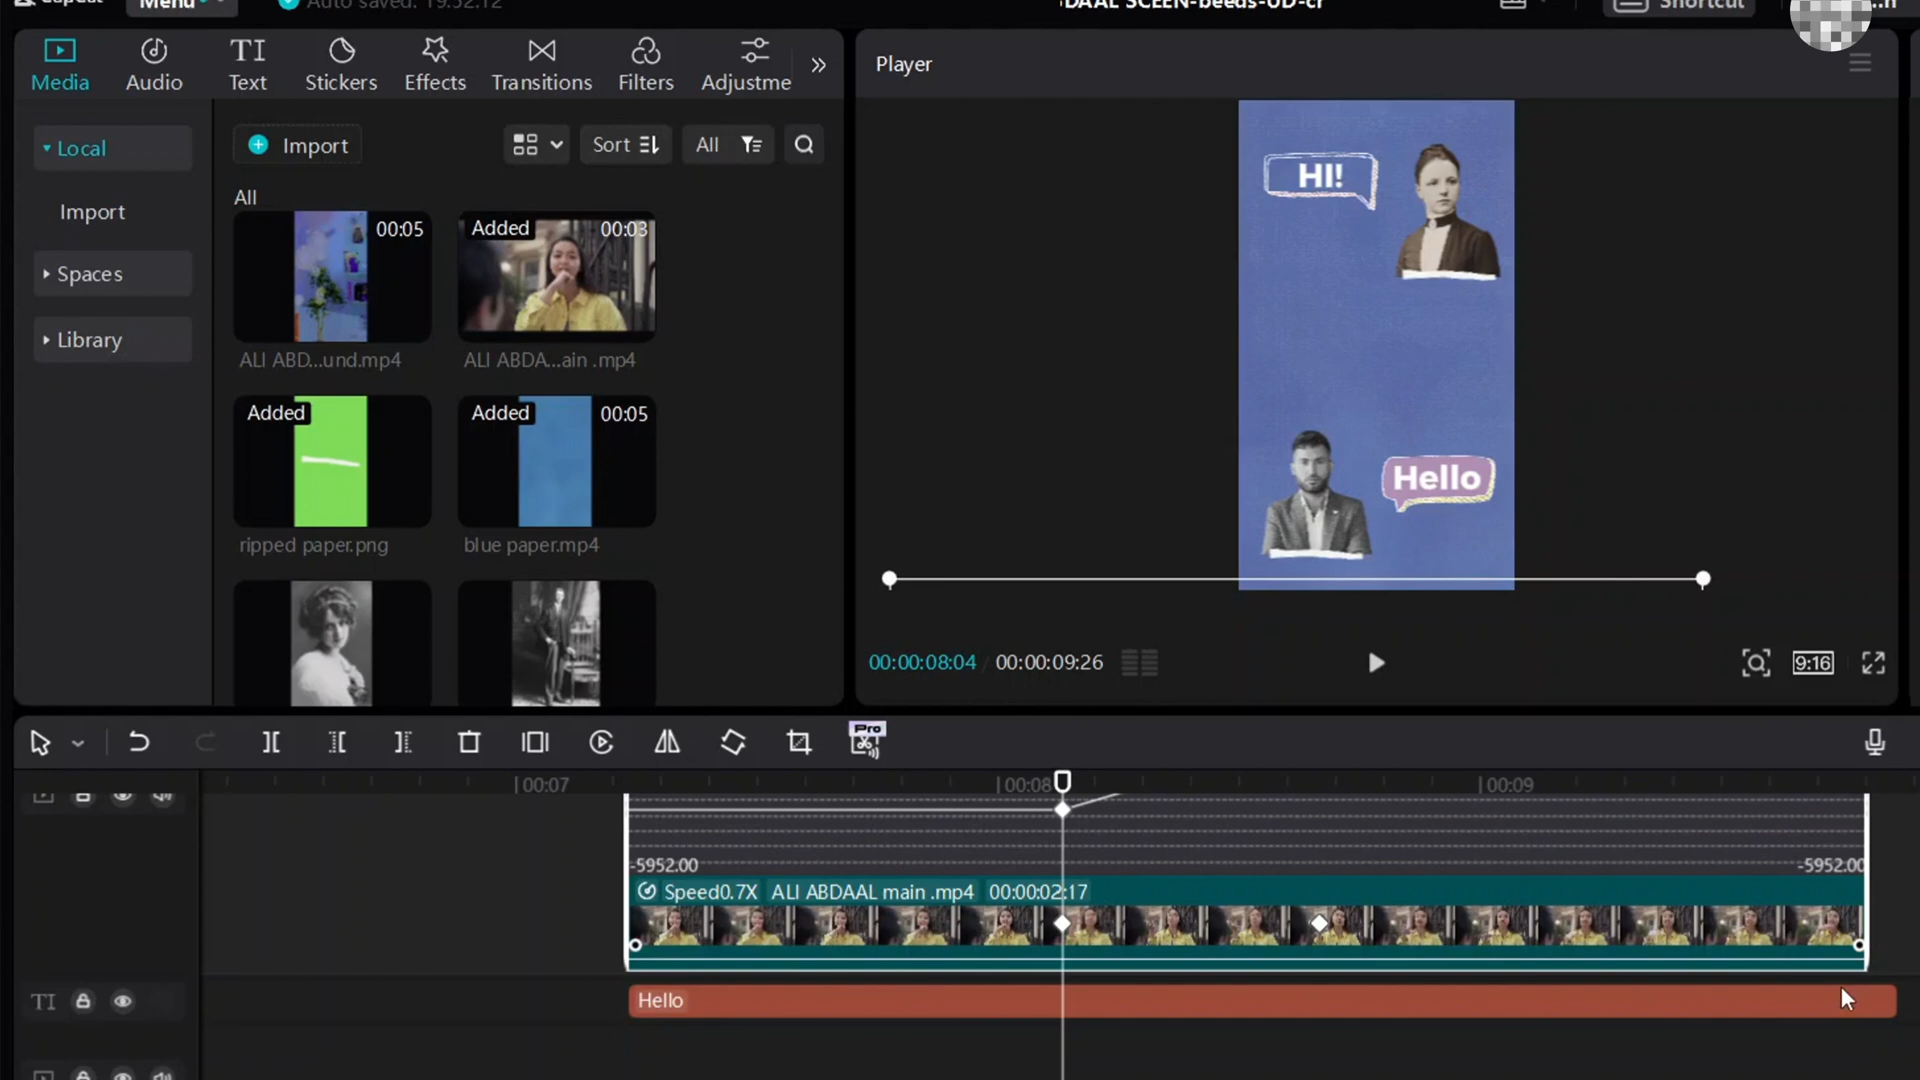 CapCut
Menu
Auto saved: 19:52:12
DAAL SCEEN-beeds-UD-cr
Shortcut
Media
Audio
TI
Text
Stickers
Effects
Transitions
Filters
Adjustme
Player
Local
Import
Sort
All
Import
Spaces
Library
All
00:05
Added
00:03
ALI ABD...und.mp4
ALI ABDA...ain .mp4
Added
Added
00:05
ripped paper.png
blue paper.mp4
HI!
Hello
00:00:08:04 / 00:00:09:26
9:16
Pro
00:07
00:08
00:09
-5952.00
-5952.00
Speed0.7X ALI ABDAAL main .mp4 00:00:02:17
TI
Hello